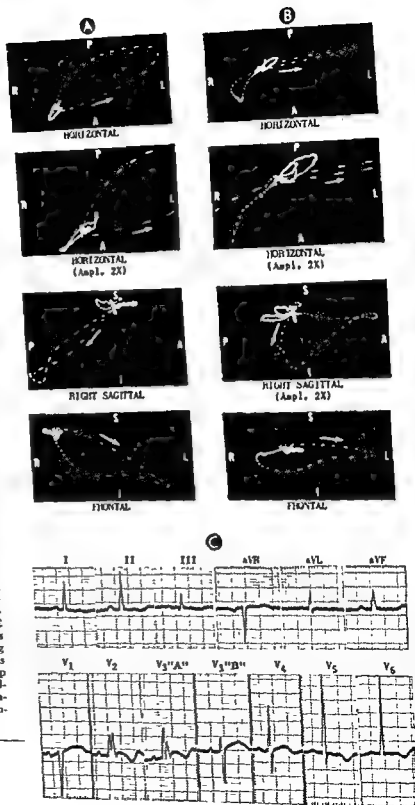 A B
P P
R L R L
A A
HORIZONTAL HORIZONTAL
P P
R L R L
A A
HORIZONTAL HORIZONTAL
(Ampl. 2X) (Ampl. 2X)
S S
P A P A
I I
RIGHT SAGITTAL RIGHT SAGITTAL
(Ampl. 2X)
S S
R L R L
I I
FRONTAL FRONTAL
C
I II III aVR aVL aVF
V1 V2 V3"A" V3"B" V4 V5 V6